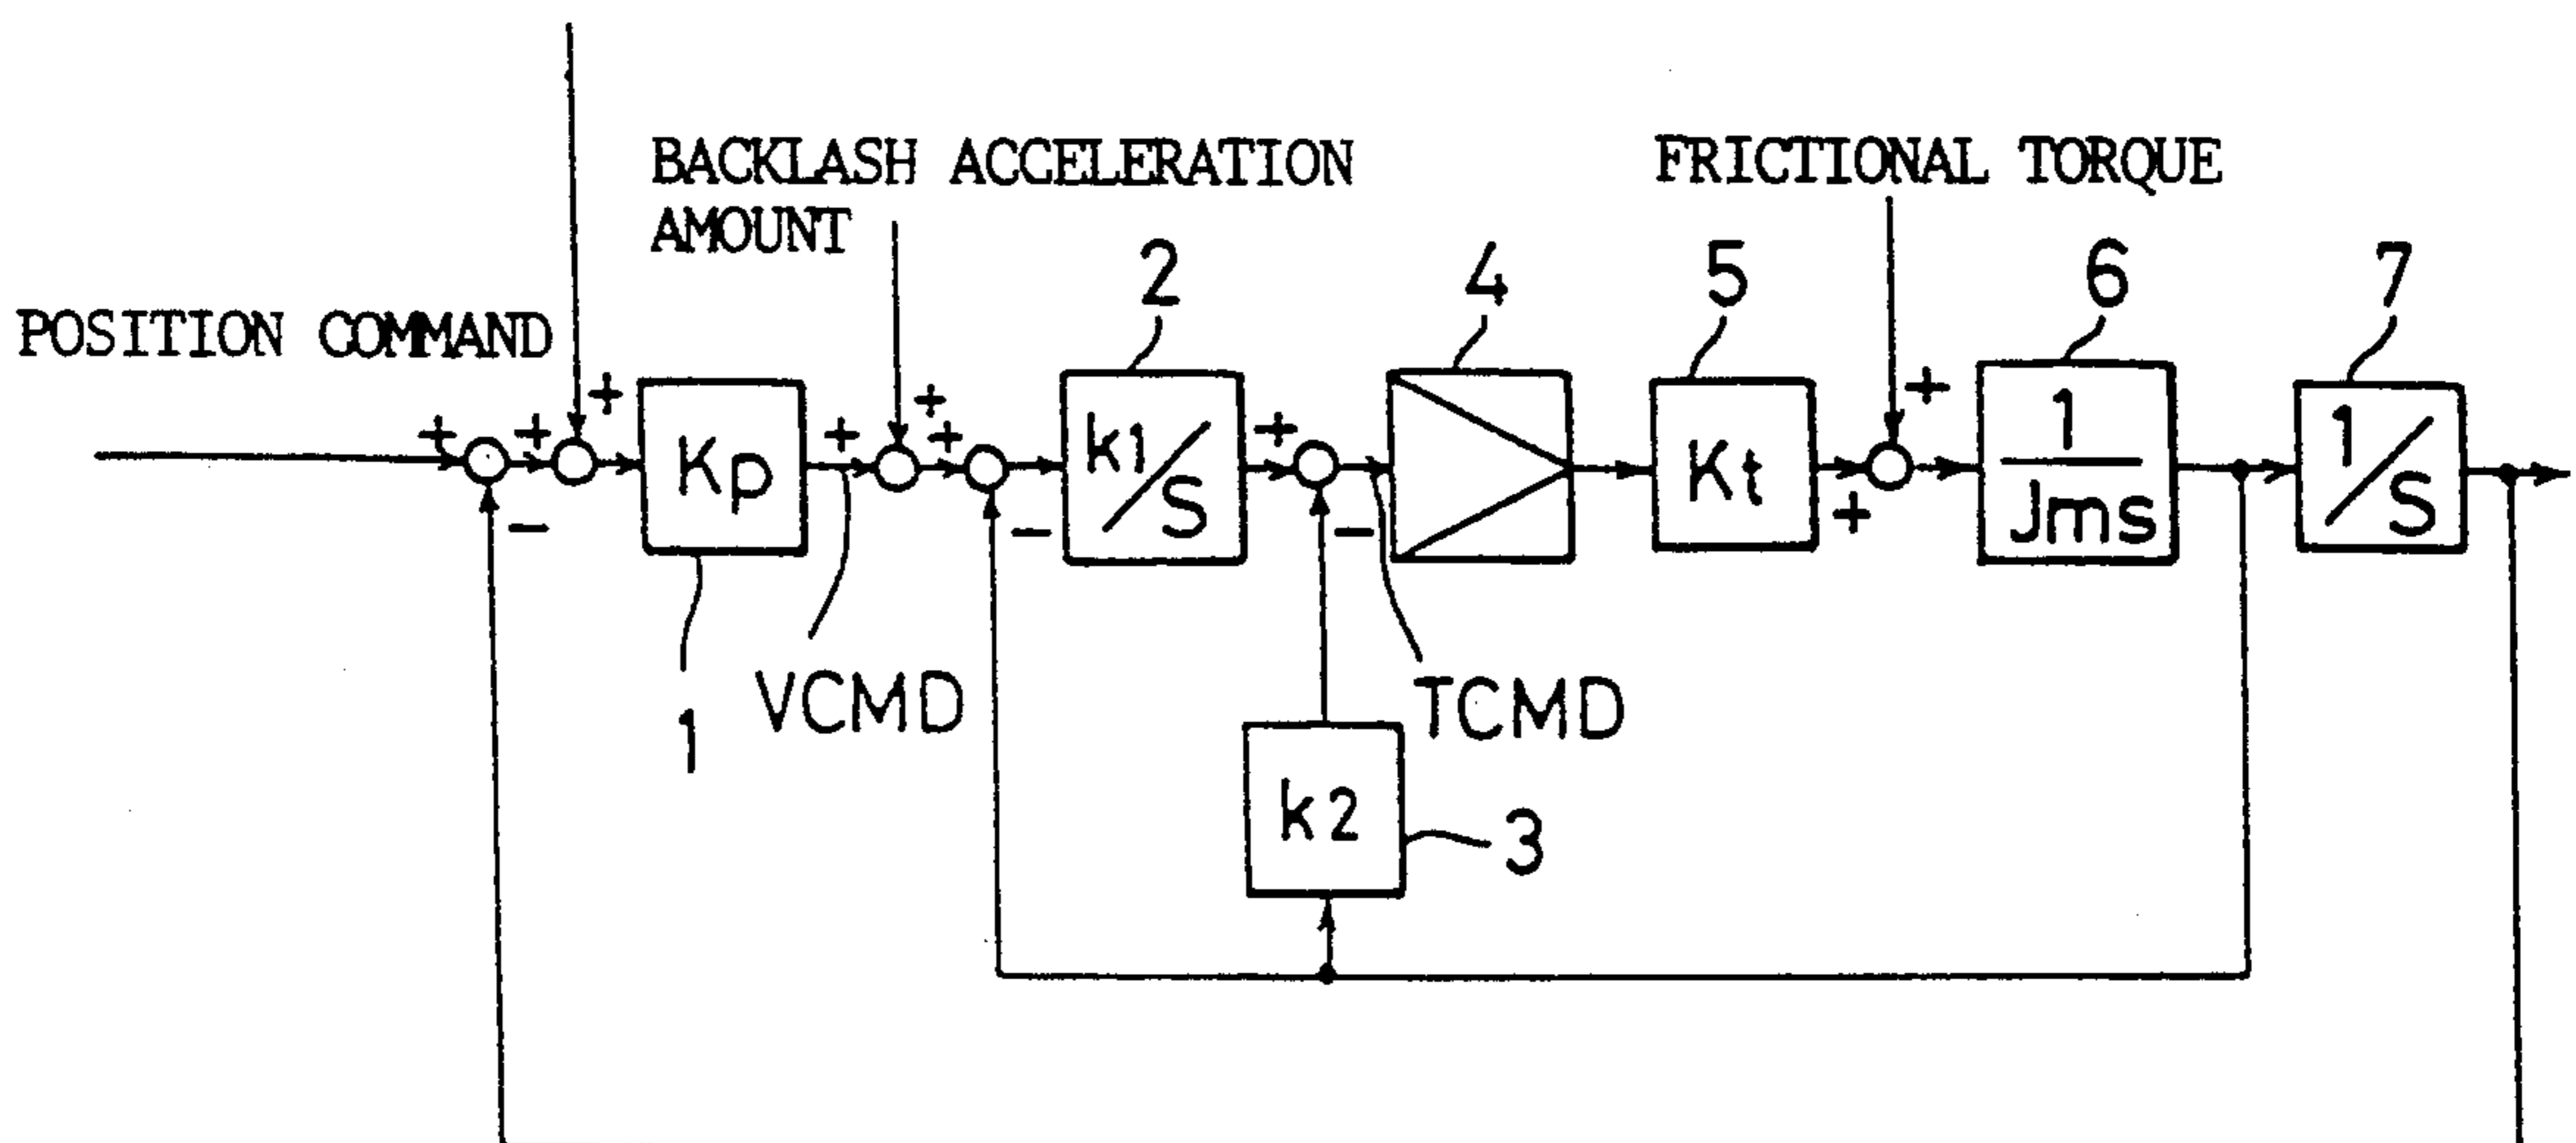 BACKLASH ACCELERATION
AMOUNT
FRICTIONAL TORQUE
POSITION COMMAND
2
4
5
6
7
+
+
+
Kp
+
+
+
k1/S
+
Kt
+
+
1
Jms
1/S
−
−
−
1
VCMD
TCMD
k2
3